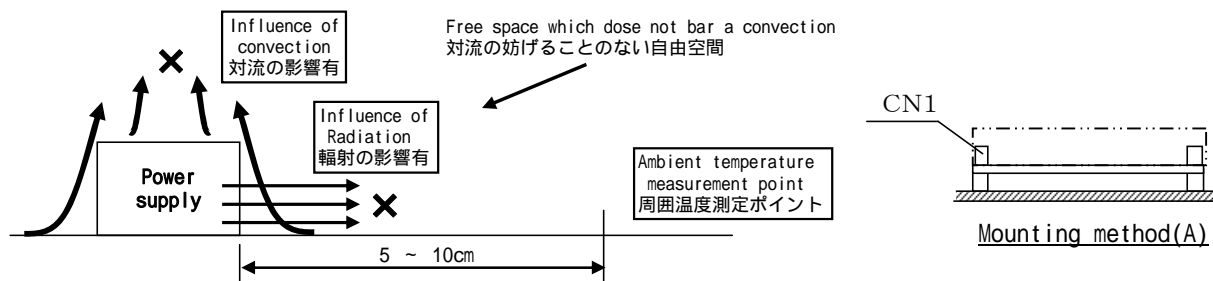 Influence of
convection
対流の影響有
Free space which dose not bar a convection
対流の妨げることのない自由空間
Influence of
Radiation
輻射の影響有
Power
supply
Ambient temperature
measurement point
周囲温度測定ポイント
5 ~ 10cm
CN1
Mounting method(A)